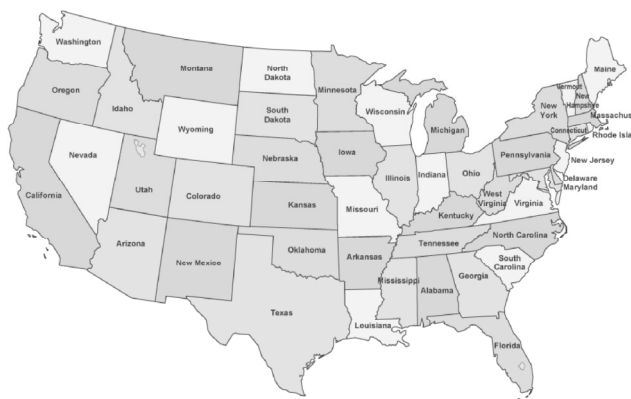 Washington
Montana
North
Dakota
Minnesota
Maine
Vermont
New
Hampshire
Oregon
Idaho
South
Dakota
Wisconsin
Michigan
New
York
Massachus
Connecticut
Rhode Isla
Wyoming
Nebraska
Iowa
Pennsylvania
New Jersey
Nevada
Utah
Colorado
Kansas
Missouri
Illinois
Indiana
Ohio
West
Virginia
Virginia
Delaware
Maryland
California
Kentucky
Arizona
New Mexico
Oklahoma
Arkansas
Tennessee
North Carolina
South
Carolina
Texas
Louisiana
Mississippi
Alabama
Georgia
Florida